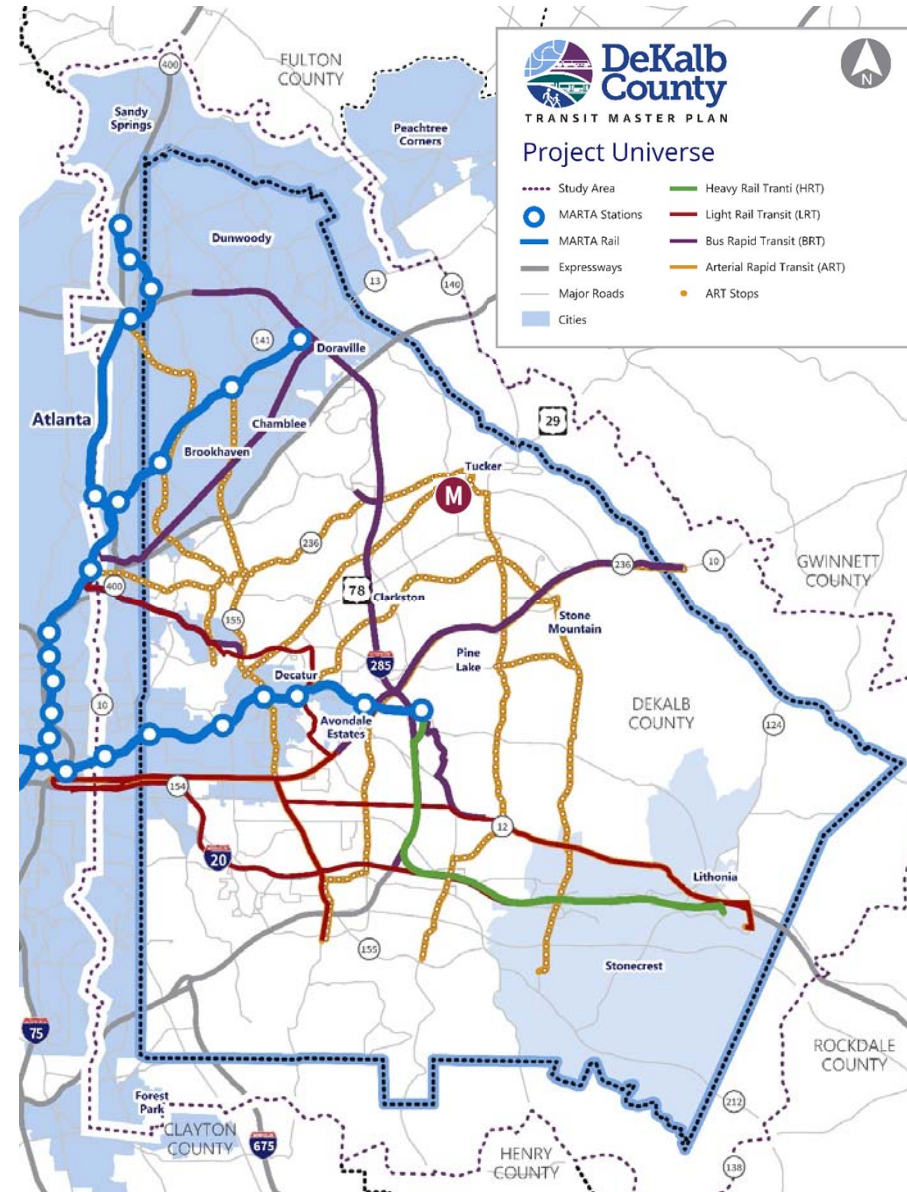 DeKalb
County
TRANSIT MASTER PLAN
N
Project Universe
Study Area
MARTA Stations
MARTA Rail
Expressways
Major Roads
Cities
Heavy Rail Tranti (HRT)
Light Rail Transit (LRT)
Bus Rapid Transit (BRT)
Arterial Rapid Transit (ART)
ART Stops
FULTON
COUNTY
400
Sandy
Springs
Peachtree
Corners
Dunwoody
13
140
141
Doraville
Atlanta
Chamblee
29
Brookhaven
Tucker
M
236
236
10
GWINNETT
COUNTY
400
78
Clarkston
155
Stone
Mountain
Pine
Lake
285
Decatur
10
DEKALB
COUNTY
Avondale
Estates
124
154
12
20
Lithonia
155
Stonecrest
75
ROCKDALE
COUNTY
Forest
Park
212
CLAYTON
COUNTY
675
HENRY
COUNTY
138